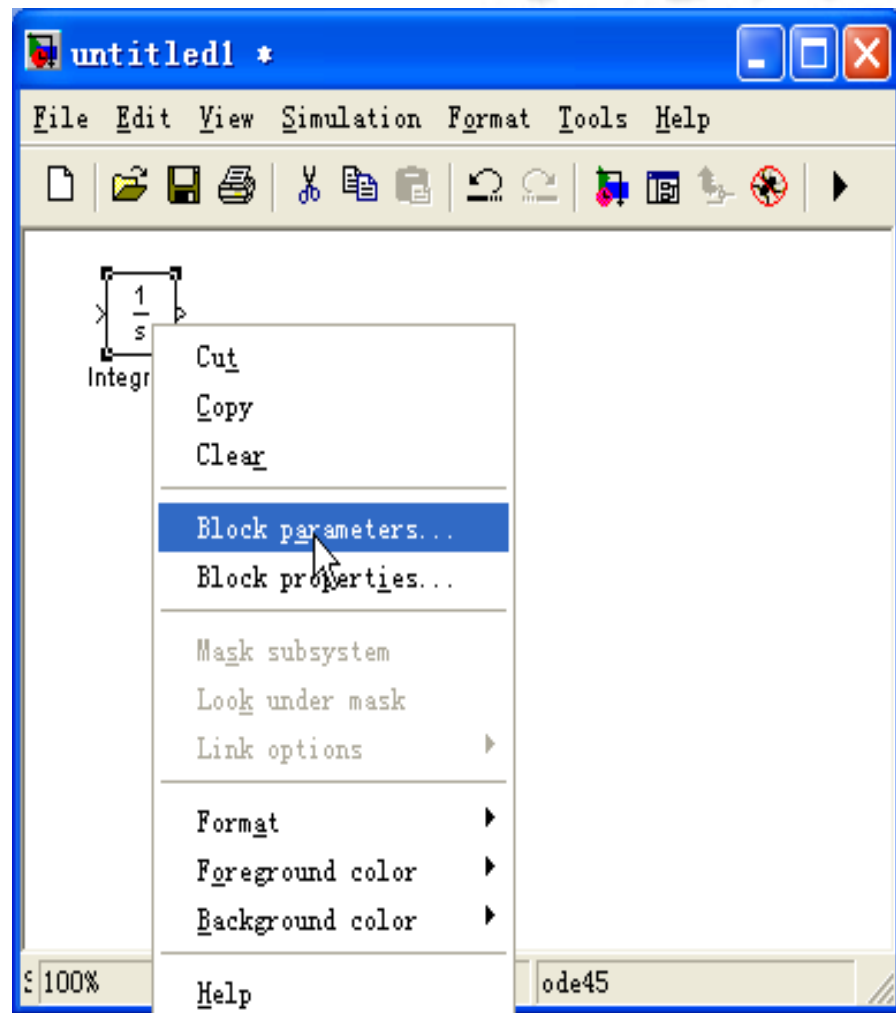 untitled1 *
File Edit View Simulation Format Tools Help
1
s
Integr
Cut
Copy
Clear
Block parameters...
Block properties...
Mask subsystem
Look under mask
Link options
Format
Foreground color
Background color
Help
100% ode45